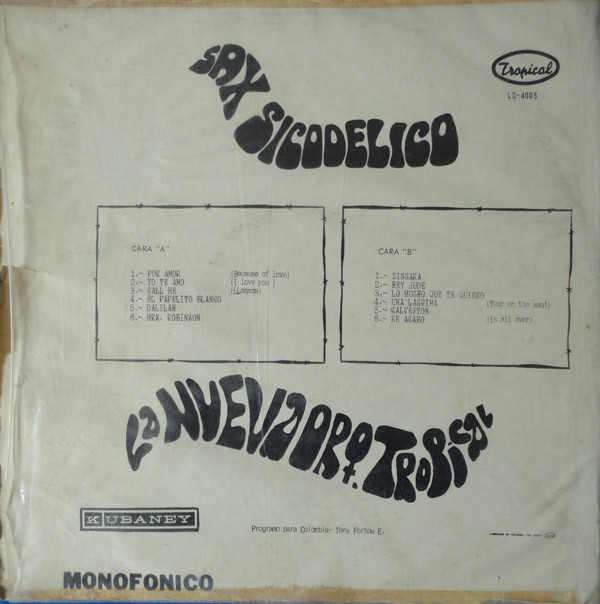 SAX SICODELICO
Tropical
LD-4005
CARA "A"
1.- POR AMOR (Because of love)
2.- YO TE AMO (I love you)
3.- CALL ME (LLamame)
4.- EL PAPELITO BLANCO
5.- DALILAH
6.- MRS. ROBINSON
CARA "B"
1.- ZINGARA
2.- HEY JUDE
3.- LO MUCHO QUE TE QUIERO
4.- UNA LAGRIMA (Tear on the sand)
5.- GALVESTON
6.- SE ACABO (Is all over)
La NUEVA ORQ. TROPICAL
KUBANEY
Programo para Colombia- Tony Portou E.
MONOFONICO